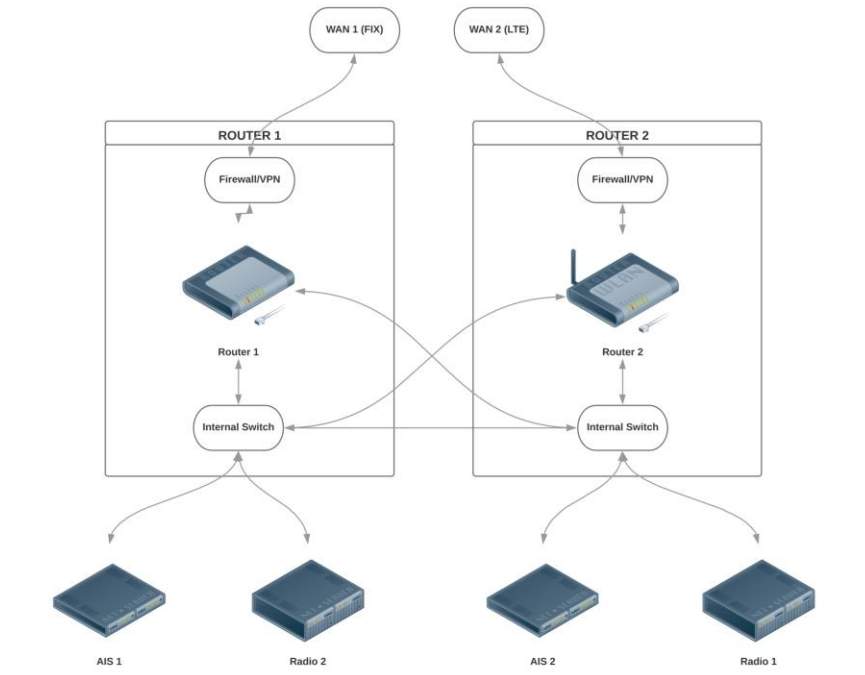 WAN 1 (FIX)
WAN 2 (LTE)
ROUTER 1
ROUTER 2
Firewall/VPN
Firewall/VPN
WLAN
Router 1
Router 2
Internal Switch
Internal Switch
AIS 1
Radio 2
AIS 2
Radio 1